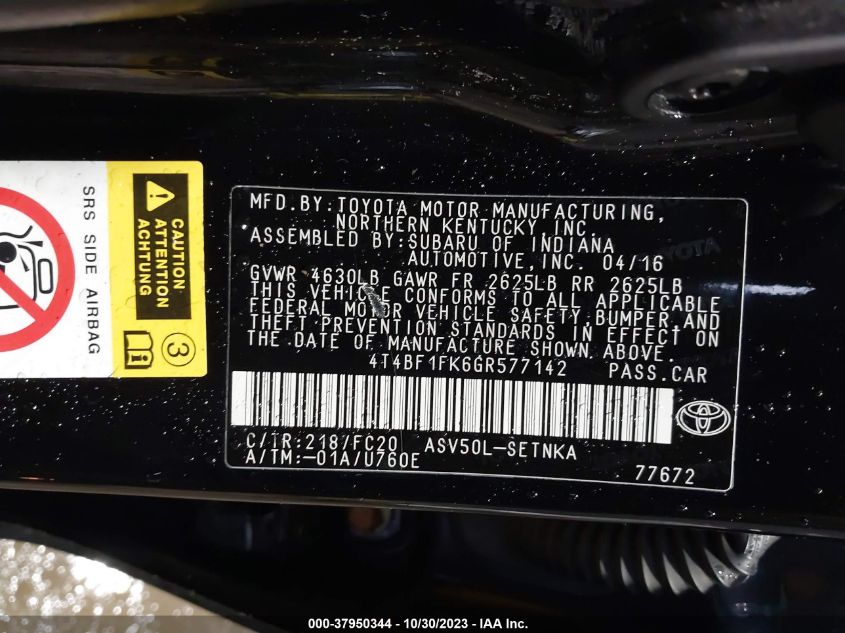 SRS SIDE AIRBAG
CAUTION
ATTENTION
ACHTUNG
3
MFD.BY:TOYOTA MOTOR MANUFACTURING,
NORTHERN KENTUCKY, INC.
ASSEMBLED BY:SUBARU OF INDIANA
AUTOMOTIVE, INC. 04/16
GVWR 4630LB GAWR FR 2625LB RR 2625LB
THIS VEHICLE CONFORMS TO ALL APPLICABLE
FEDERAL MOTOR VEHICLE SAFETY, BUMPER, AND
THEFT PREVENTION STANDARDS IN EFFECT ON
THE DATE OF MANUFACTURE SHOWN ABOVE.
4T4BF1FK6GR577142 PASS.CAR
C/TR:218/FC20 ASV50L-SETNKA
A/TM:-01A/U760E
77672
TOYOTA
000-37950344 / 10/30/2023 - IAA Inc.